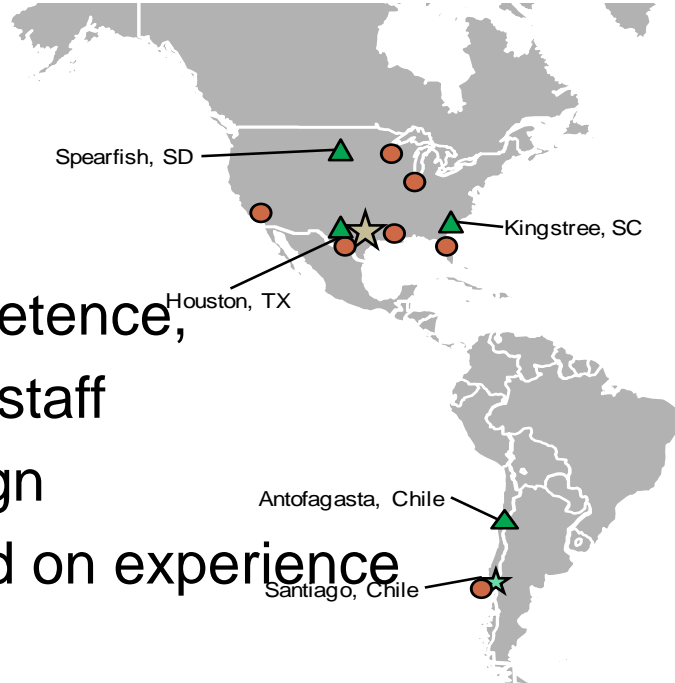 Spearfish, SD
Kingstree, SC
Houston, TX
etence,
staff
gn
Antofagasta, Chile
d on experience
Santiago, Chile